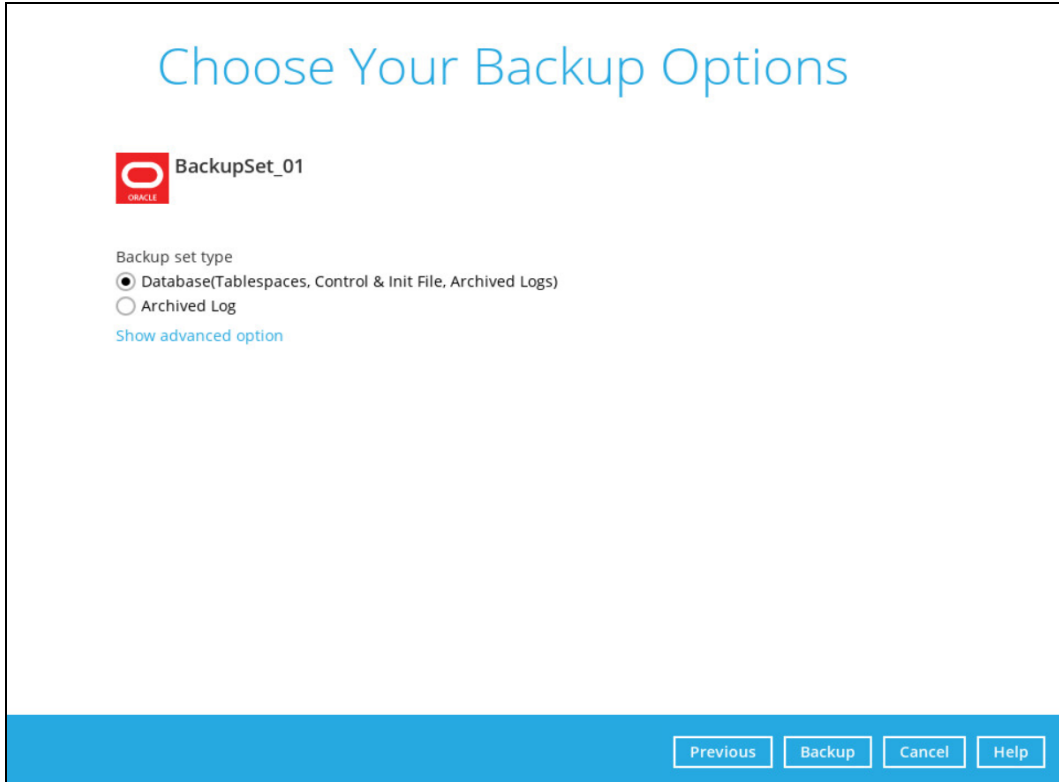 Choose Your Backup Options
BackupSet_01
ORACLE
Backup set type
Database(Tablespaces, Control & Init File, Archived Logs)
Archived Log
Show advanced option
Previous Backup Cancel Help